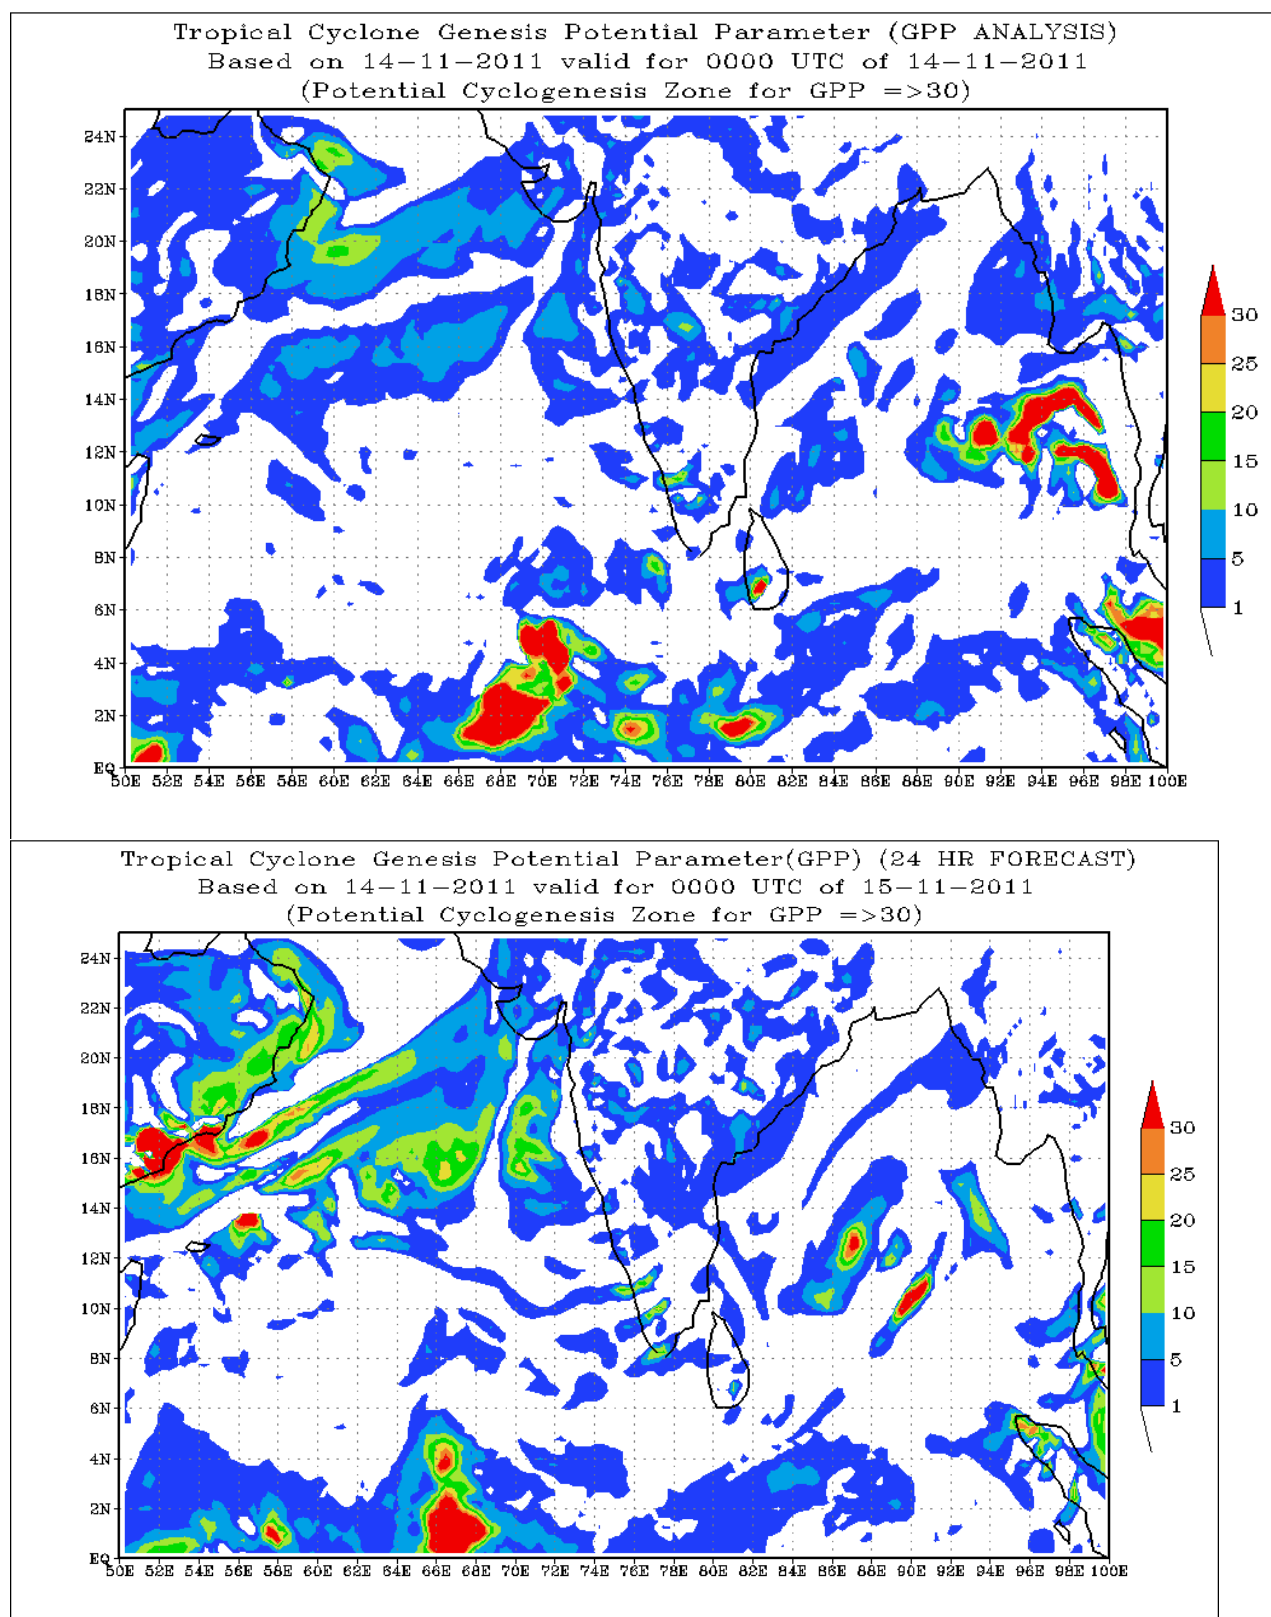 Tropical Cyclone Genesis Potential Parameter (GPP ANALYSIS)
Based on 14-11-2011 valid for 0000 UTC of 14-11-2011
(Potential Cyclogenesis Zone for GPP =>30)
24N
22N
20N
18N
16N
14N
12N
10N
8N
6N
4N
2N
EQ
50E 52E 54E 56E 58E 60E 62E 64E 66E 68E 70E 72E 74E 76E 78E 80E 82E 84E 86E 88E 90E 92E 94E 96E 98E 100E
30
25
20
15
10
5
1
Tropical Cyclone Genesis Potential Parameter(GPP) (24 HR FORECAST)
Based on 14-11-2011 valid for 0000 UTC of 15-11-2011
(Potential Cyclogenesis Zone for GPP =>30)
24N
22N
20N
18N
16N
14N
12N
10N
8N
6N
4N
2N
EQ
50E 52E 54E 56E 58E 60E 62E 64E 66E 68E 70E 72E 74E 76E 78E 80E 82E 84E 86E 88E 90E 92E 94E 96E 98E 100E
30
25
20
15
10
5
1